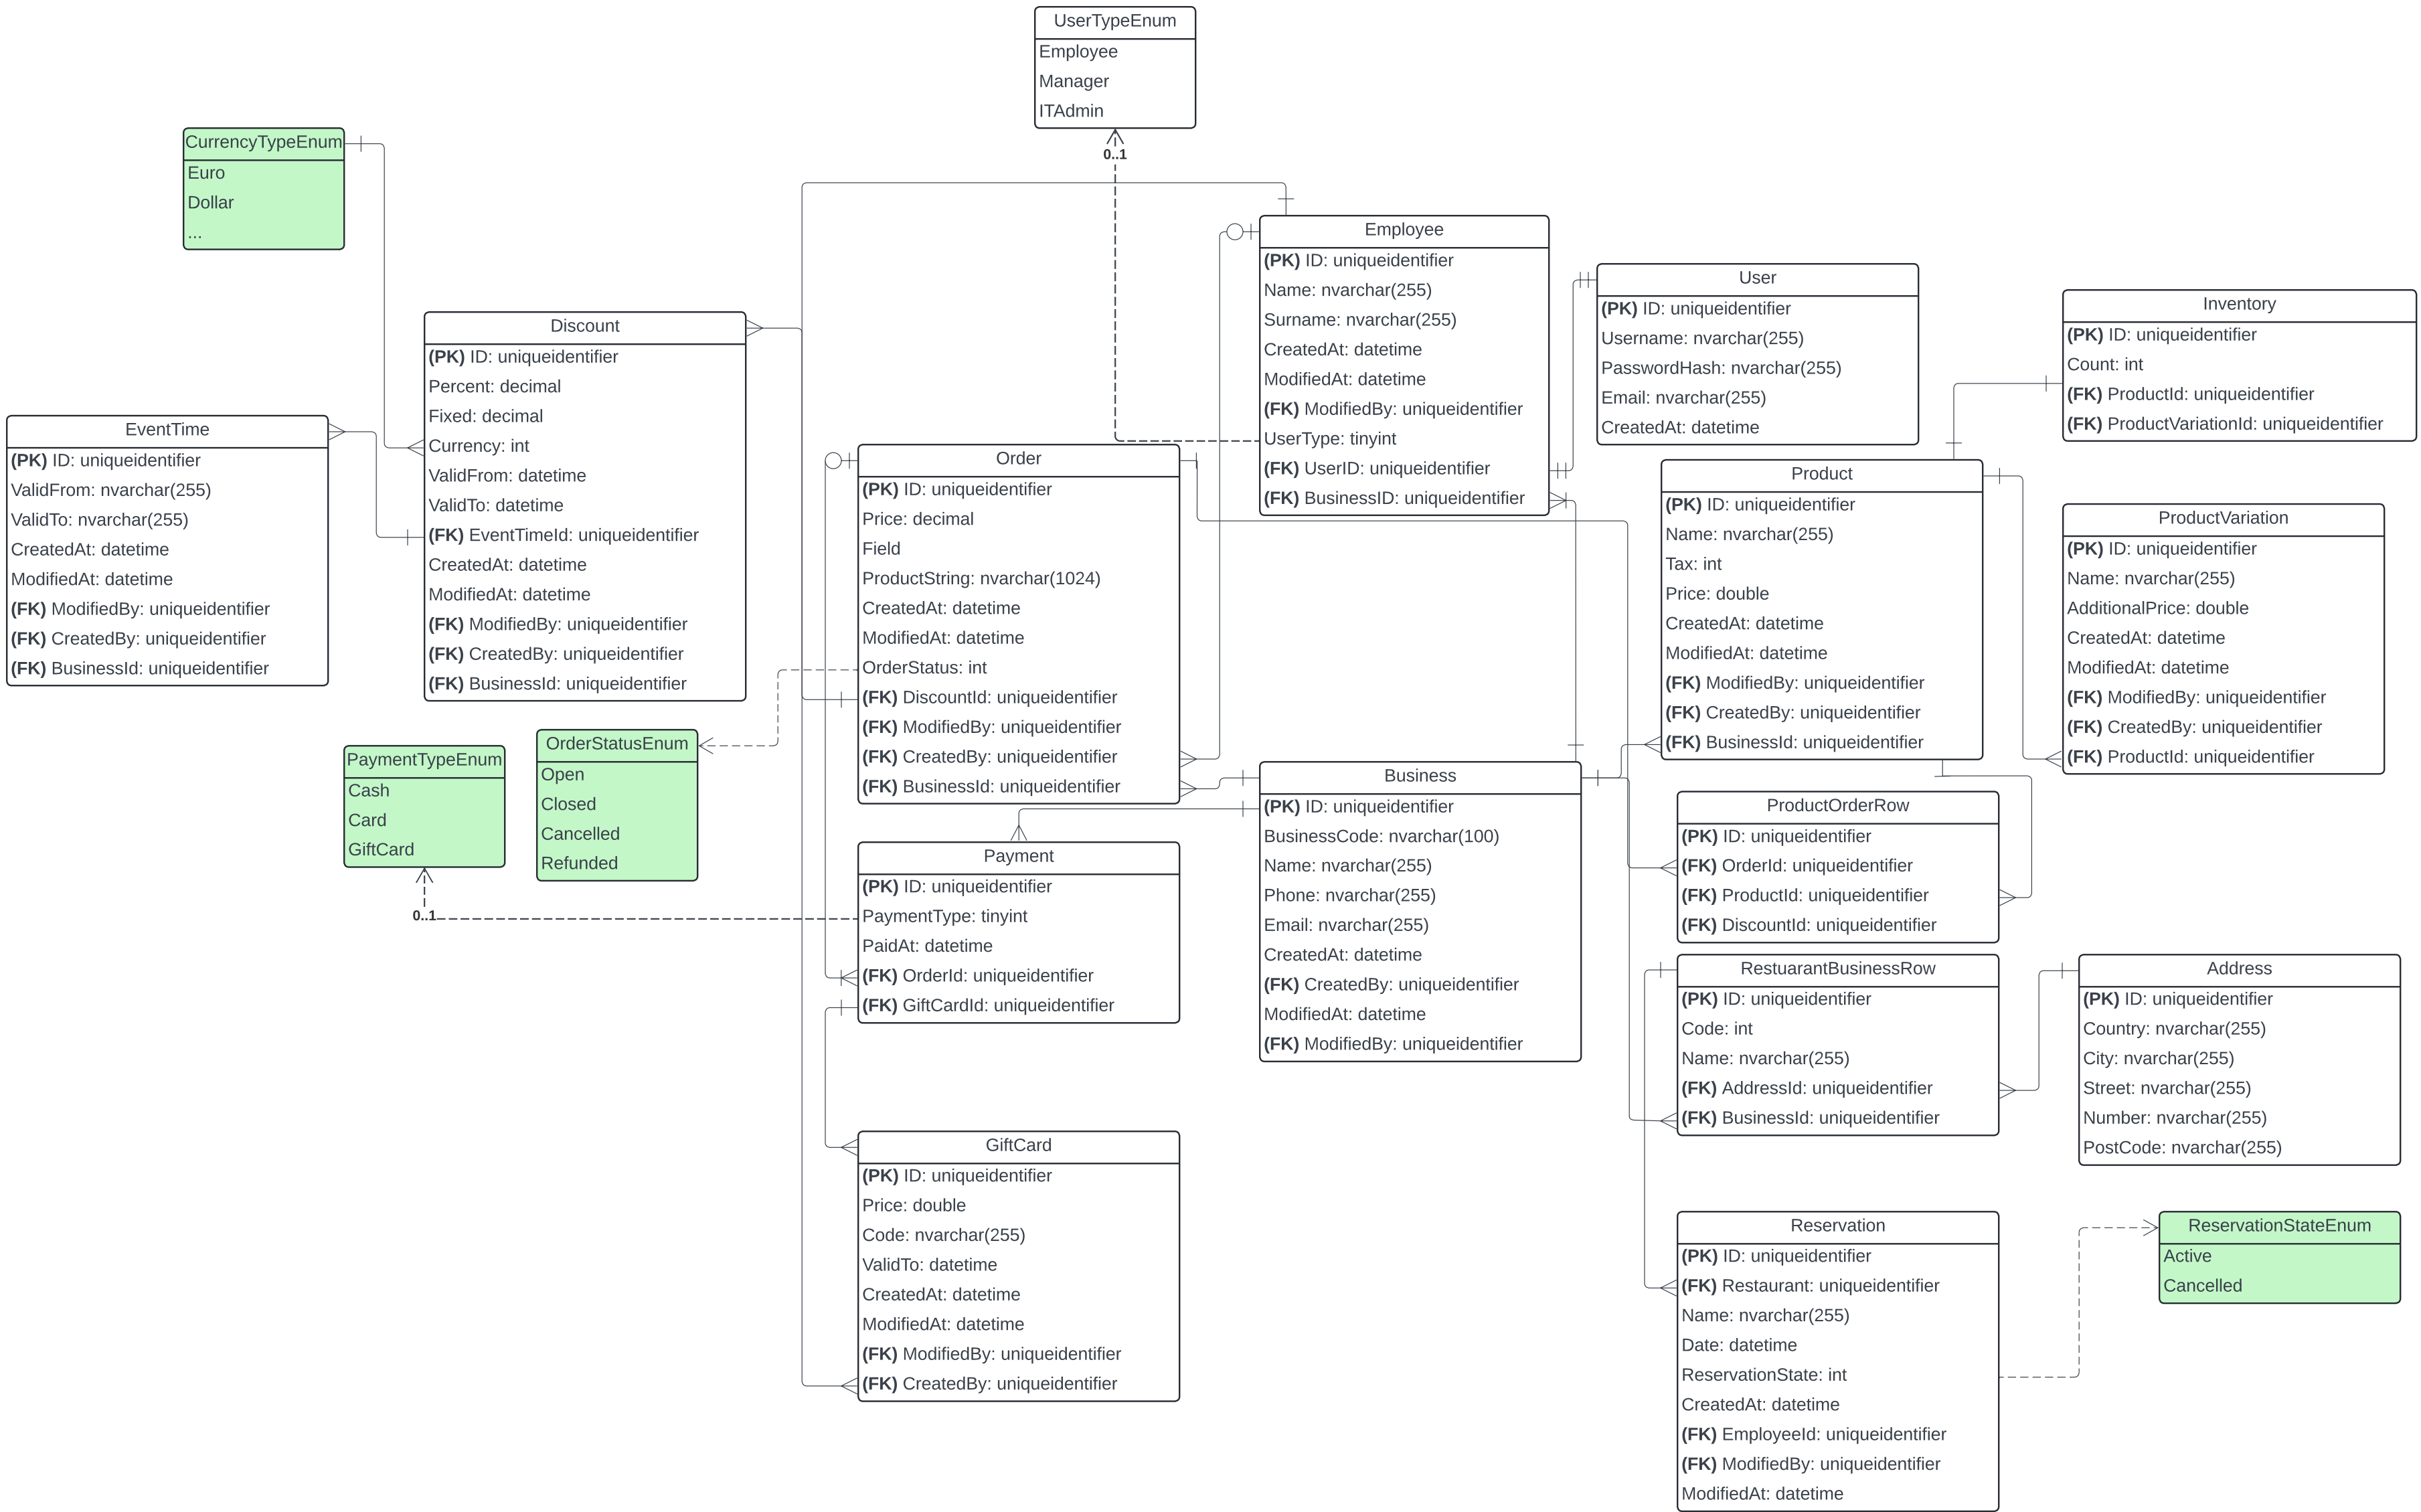 UserTypeEnum
Employee
Manager
ITAdmin
0..1
CurrencyTypeEnum
Euro
Dollar
...
Employee
(PK) ID: uniqueidentifier
Name: nvarchar(255)
Surname: nvarchar(255)
CreatedAt: datetime
ModifiedAt: datetime
(FK) ModifiedBy: uniqueidentifier
UserType: tinyint
(FK) UserID: uniqueidentifier
(FK) BusinessID: uniqueidentifier
User
(PK) ID: uniqueidentifier
Username: nvarchar(255)
PasswordHash: nvarchar(255)
Email: nvarchar(255)
CreatedAt: datetime
Inventory
(PK) ID: uniqueidentifier
Count: int
(FK) ProductId: uniqueidentifier
(FK) ProductVariationId: uniqueidentifier
Discount
(PK) ID: uniqueidentifier
Percent: decimal
Fixed: decimal
Currency: int
ValidFrom: datetime
ValidTo: datetime
(FK) EventTimeId: uniqueidentifier
CreatedAt: datetime
ModifiedAt: datetime
(FK) ModifiedBy: uniqueidentifier
(FK) CreatedBy: uniqueidentifier
(FK) BusinessId: uniqueidentifier
EventTime
(PK) ID: uniqueidentifier
ValidFrom: nvarchar(255)
ValidTo: nvarchar(255)
CreatedAt: datetime
ModifiedAt: datetime
(FK) ModifiedBy: uniqueidentifier
(FK) CreatedBy: uniqueidentifier
(FK) BusinessId: uniqueidentifier
Order
(PK) ID: uniqueidentifier
Price: decimal
Field
ProductString: nvarchar(1024)
CreatedAt: datetime
ModifiedAt: datetime
OrderStatus: int
(FK) DiscountId: uniqueidentifier
(FK) ModifiedBy: uniqueidentifier
(FK) CreatedBy: uniqueidentifier
(FK) BusinessId: uniqueidentifier
Product
(PK) ID: uniqueidentifier
Name: nvarchar(255)
Tax: int
Price: double
CreatedAt: datetime
ModifiedAt: datetime
(FK) ModifiedBy: uniqueidentifier
(FK) CreatedBy: uniqueidentifier
(FK) BusinessId: uniqueidentifier
ProductVariation
(PK) ID: uniqueidentifier
Name: nvarchar(255)
AdditionalPrice: double
CreatedAt: datetime
ModifiedAt: datetime
(FK) ModifiedBy: uniqueidentifier
(FK) CreatedBy: uniqueidentifier
(FK) ProductId: uniqueidentifier
PaymentTypeEnum
Cash
Card
GiftCard
0..1
OrderStatusEnum
Open
Closed
Cancelled
Refunded
Business
(PK) ID: uniqueidentifier
BusinessCode: nvarchar(100)
Name: nvarchar(255)
Phone: nvarchar(255)
Email: nvarchar(255)
CreatedAt: datetime
(FK) CreatedBy: uniqueidentifier
ModifiedAt: datetime
(FK) ModifiedBy: uniqueidentifier
ProductOrderRow
(PK) ID: uniqueidentifier
(FK) OrderId: uniqueidentifier
(FK) ProductId: uniqueidentifier
(FK) DiscountId: uniqueidentifier
Payment
(PK) ID: uniqueidentifier
PaymentType: tinyint
PaidAt: datetime
(FK) OrderId: uniqueidentifier
(FK) GiftCardId: uniqueidentifier
RestuarantBusinessRow
(PK) ID: uniqueidentifier
Code: int
Name: nvarchar(255)
(FK) AddressId: uniqueidentifier
(FK) BusinessId: uniqueidentifier
Address
(PK) ID: uniqueidentifier
Country: nvarchar(255)
City: nvarchar(255)
Street: nvarchar(255)
Number: nvarchar(255)
PostCode: nvarchar(255)
GiftCard
(PK) ID: uniqueidentifier
Price: double
Code: nvarchar(255)
ValidTo: datetime
CreatedAt: datetime
ModifiedAt: datetime
(FK) ModifiedBy: uniqueidentifier
(FK) CreatedBy: uniqueidentifier
Reservation
(PK) ID: uniqueidentifier
(FK) Restaurant: uniqueidentifier
Name: nvarchar(255)
Date: datetime
ReservationState: int
CreatedAt: datetime
(FK) EmployeeId: uniqueidentifier
(FK) ModifiedBy: uniqueidentifier
ModifiedAt: datetime
ReservationStateEnum
Active
Cancelled